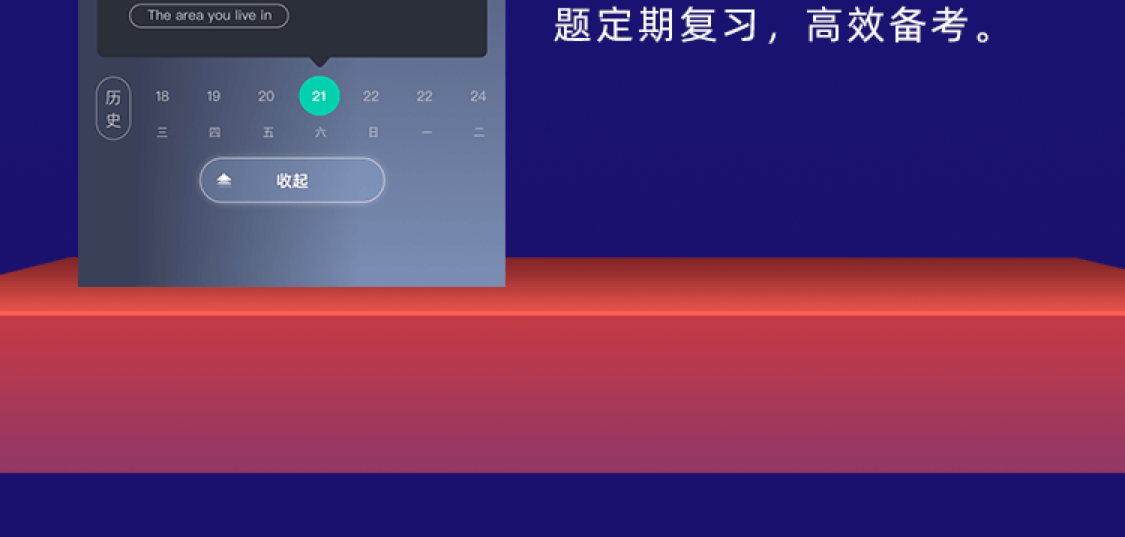 The area you live in
题定期复习，高效备考。
历史
18 19 20 21 22 22 24
三 四 五 六 日 一 二
收起